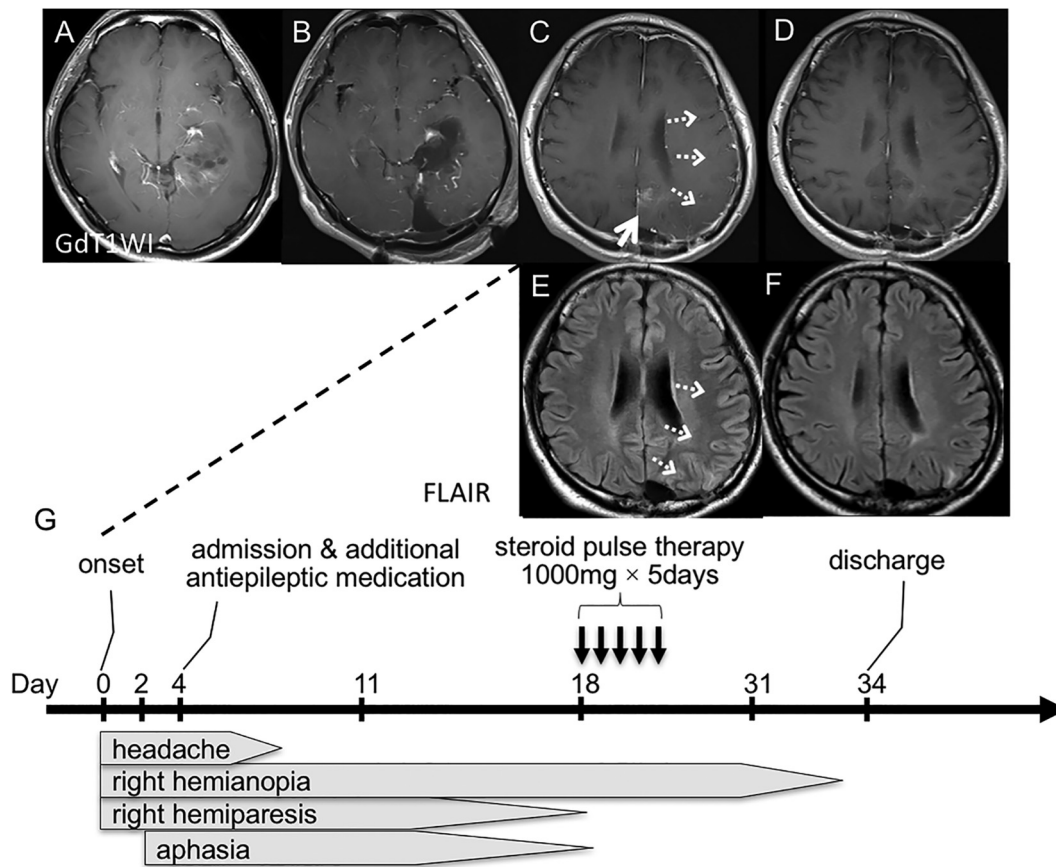 A
B
C
D
GdT1WI
E
F
FLAIR
G
onset
admission & additional
antiepileptic medication
steroid pulse therapy
1000mg × 5days
discharge
Day
0
2
4
11
18
31
34
headache
right hemianopia
right hemiparesis
aphasia